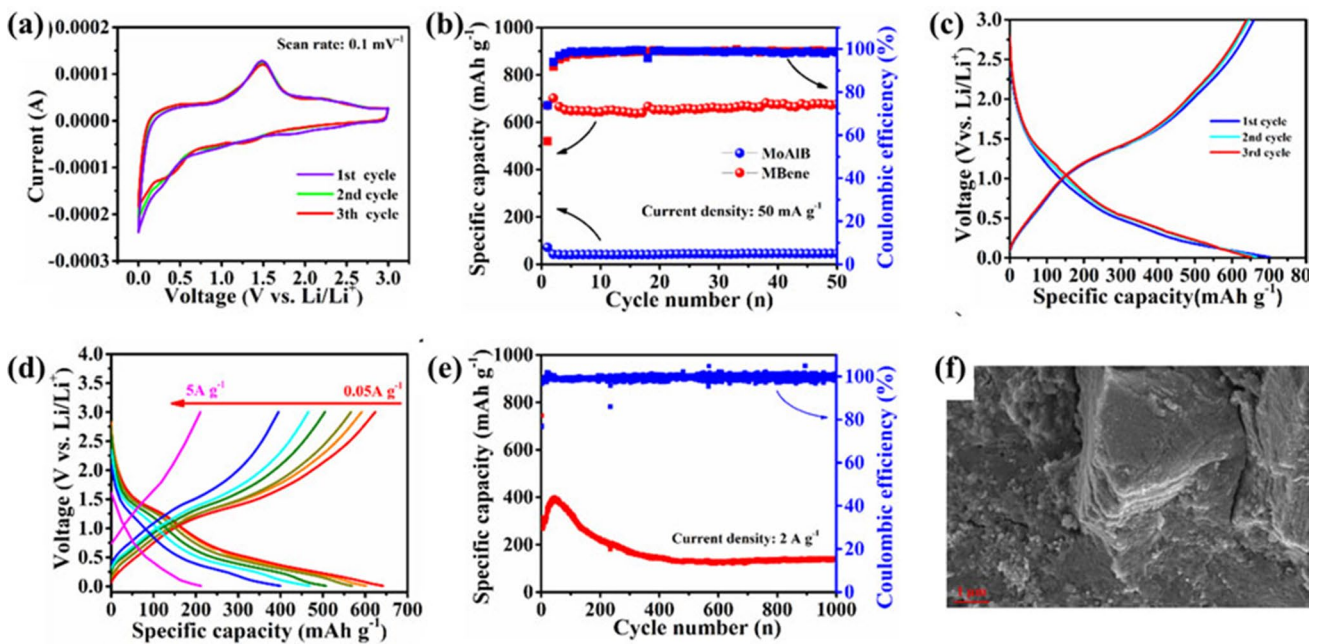 (a)
0.0002
0.0001
0.0000
-0.0001
-0.0002
-0.0003
Current (A)
Scan rate: 0.1 mV⁻¹
1st cycle
2nd cycle
3th cycle
0.0 0.5 1.0 1.5 2.0 2.5 3.0
Voltage (V vs. Li/Li⁺)
(b)
1000
900
800
700
600
500
400
300
200
100
0
Specific capacity (mAh g⁻¹)
MoAlB
MBene
Current density: 50 mA g⁻¹
100
80
60
40
20
0
Coulombic efficiency (%)
0 10 20 30 40 50
Cycle number (n)
(c)
3.0
2.5
2.0
1.5
1.0
0.5
0.0
Voltage (Vvs. Li/Li⁺)
1st cycle
2nd cycle
3rd cycle
0 100 200 300 400 500 600 700 80
Specific capacity(mAh g⁻¹)
(d)
4.0
3.5
3.0
2.5
2.0
1.5
1.0
0.5
0.0
Voltage (V vs. Li/Li⁺)
5A g⁻¹ 0.05A g⁻¹
0 100 200 300 400 500 600 700
Specific capacity (mAh g⁻¹)
(e)
1000
800
600
400
200
0
Specific capacity (mAh g⁻¹)
Current density: 2 A g⁻¹
100
80
60
40
20
0
Coulombic efficiency (%)
0 200 400 600 800 1000
Cycle number (n)
(f)